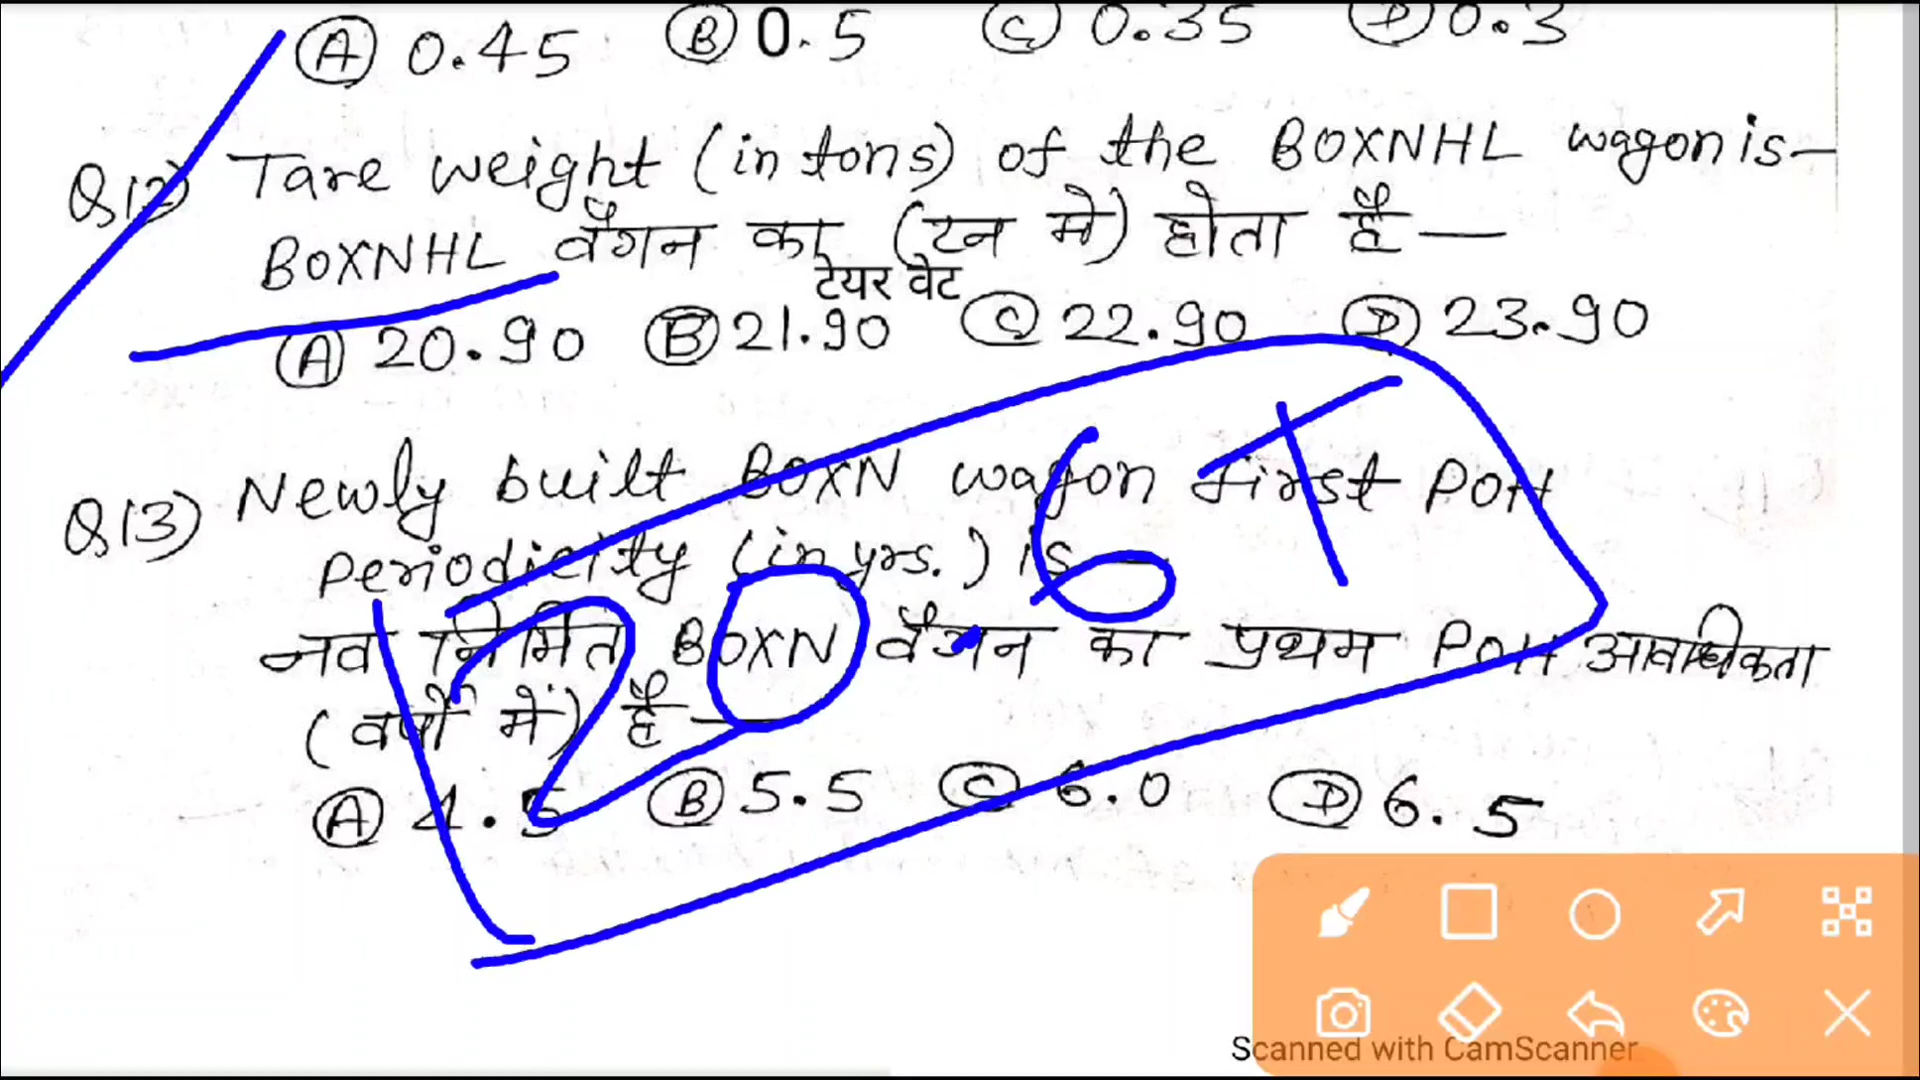 Ⓐ 0.45 Ⓑ 0.5 Ⓒ 0.35 Ⓓ 0.3
Q.12) Tare weight (in tons) of the BOXNHL wagon is—
BOXNHL वैगन का टेयर वेट (टन मे) होता है —
Ⓐ 20.90 Ⓑ 21.90 Ⓒ 22.90 Ⓓ 23.90
Q.13) Newly built BOXN wagon first POH
Periodicity (in yrs.) is
नव निर्मित BOXN वैगन का प्रथम POH आवधिकता
(वर्षों में) है —
Ⓐ 4.5 Ⓑ 5.5 Ⓒ 6.0 Ⓓ 6.5
20.6T
Scanned with CamScanner